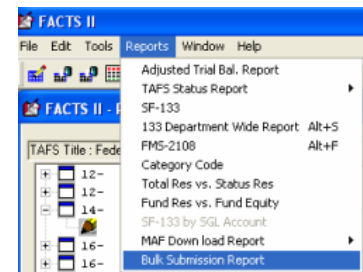 FACTS II
File Edit Tools Reports Window Help
Adjusted Trial Bal. Report
TAFS Status Report
SF-133
133 Department Wide Report Alt+S
FMS-2108 Alt+F
Category Code
Total Res vs. Status Res
Fund Res vs. Fund Equity
SF-133 by SGL Account
MAF Down load Report
Bulk Submission Report
FACTS II -
TAFS Title : Fede
12-
12-
14-
16-
16-